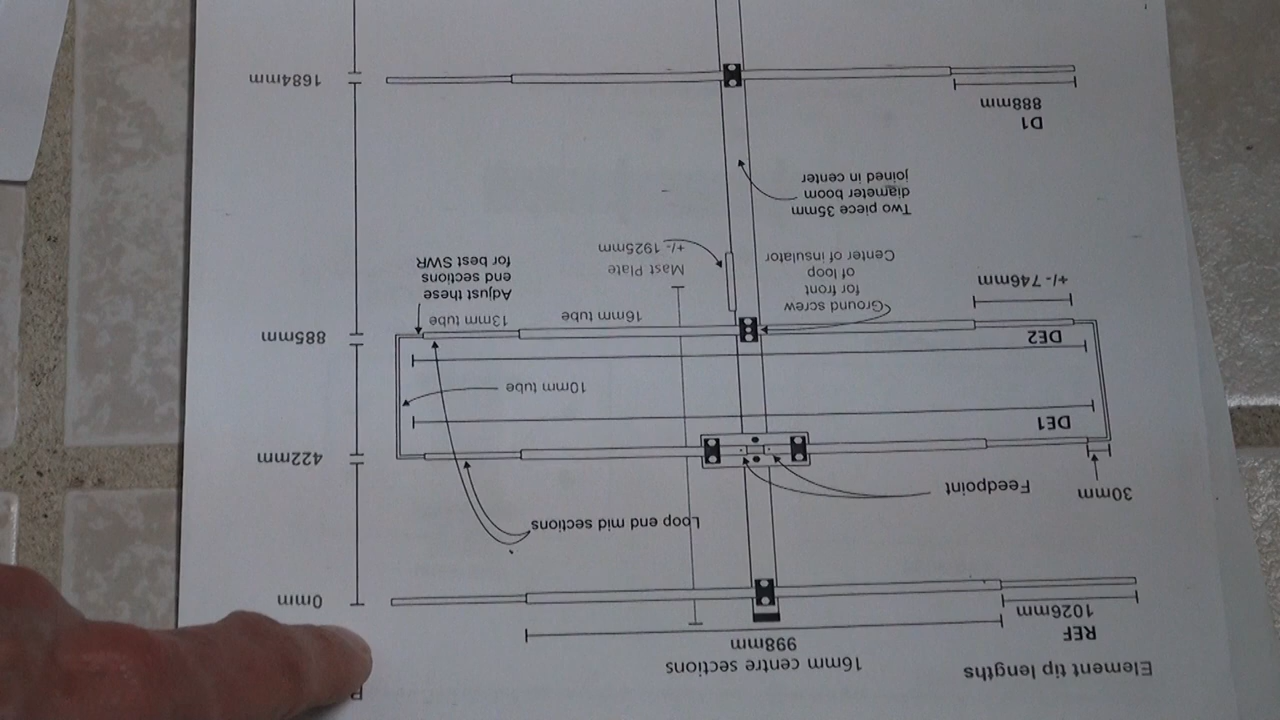 Element tip lengths
16mm centre sections
REF
1026mm
998mm
0mm
Loop end mid sections
Feedpoint
30mm
422mm
DE1
10mm tube
DE2
885mm
+/- 746mm
Ground screw
for front
of loop
Center of insulator
16mm tube
13mm tube
Adjust these
end sections
for best SWR
Mast Plate
+/- 1925mm
Two piece 35mm
diameter boom
joined in center
D1
888mm
1684mm